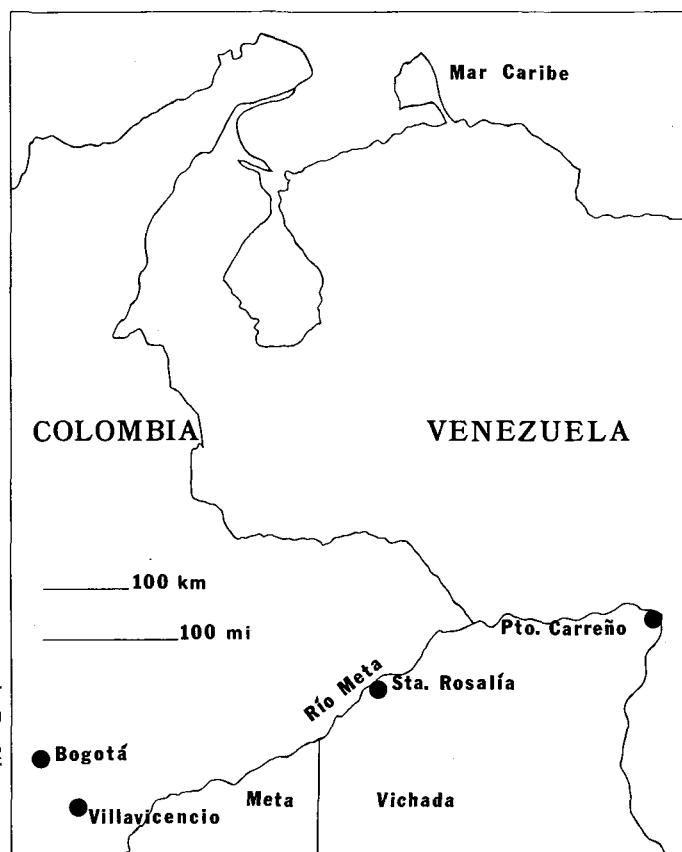 Mar Caribe
COLOMBIA
VENEZUELA
100 km
100 mi
Pto. Carreño
Río Meta
Sta. Rosalía
Bogotá
Meta
Vichada
Villavicencio